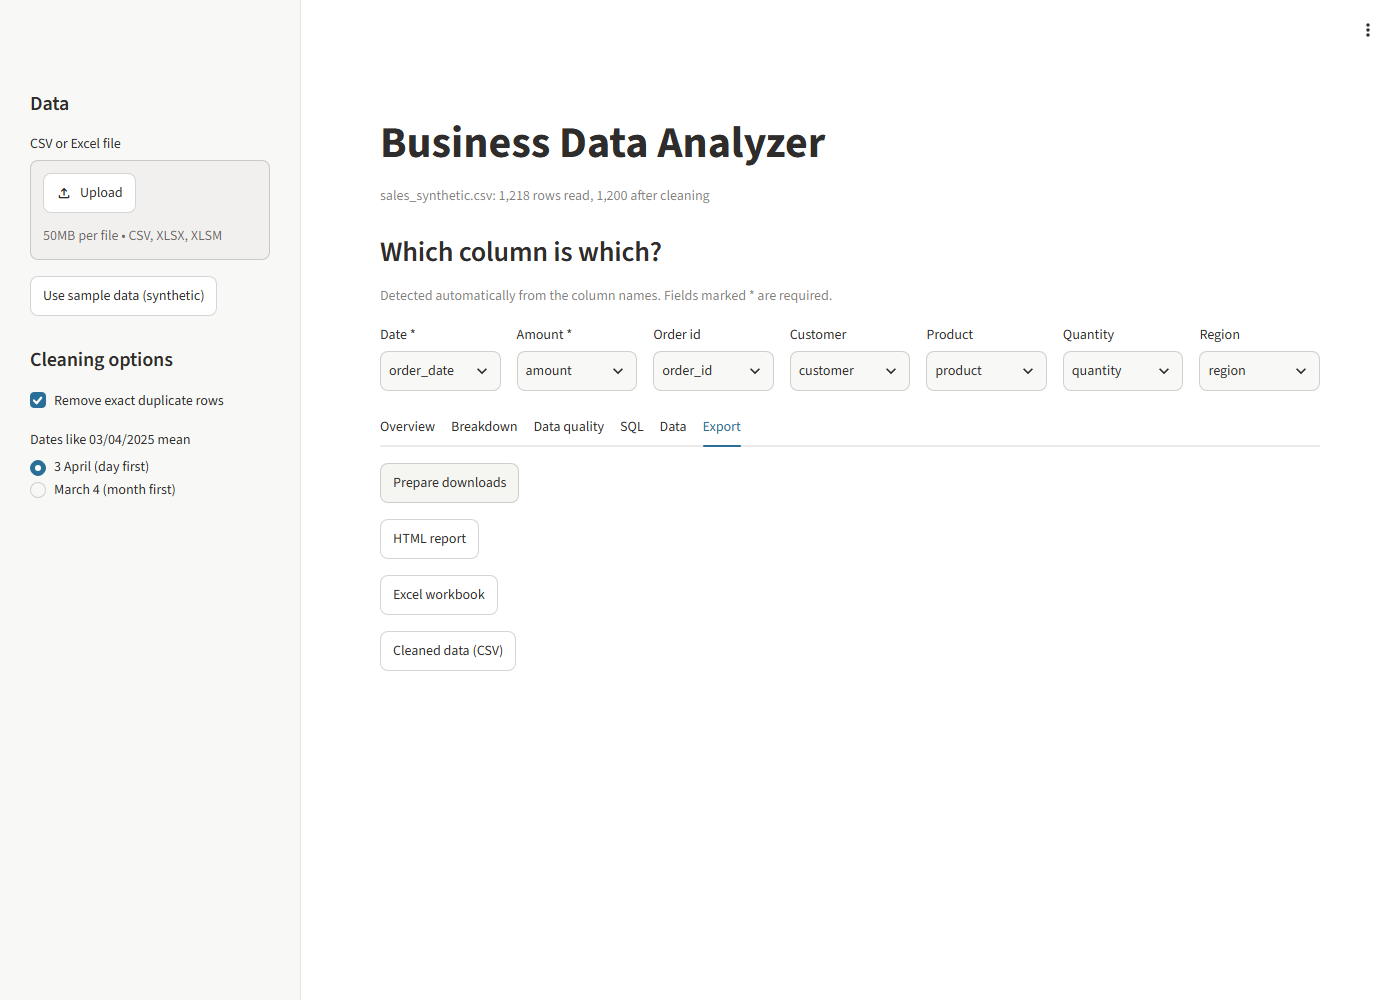 Data
CSV or Excel file
Upload
50MB per file • CSV, XLSX, XLSM
Use sample data (synthetic)
Cleaning options
Remove exact duplicate rows
Dates like 03/04/2025 mean
3 April (day first)
March 4 (month first)
Business Data Analyzer
sales_synthetic.csv: 1,218 rows read, 1,200 after cleaning
Which column is which?
Detected automatically from the column names. Fields marked * are required.
Date * Amount * Order id Customer Product Quantity Region
order_date amount order_id customer product quantity region
Overview Breakdown Data quality SQL Data Export
Prepare downloads
HTML report
Excel workbook
Cleaned data (CSV)